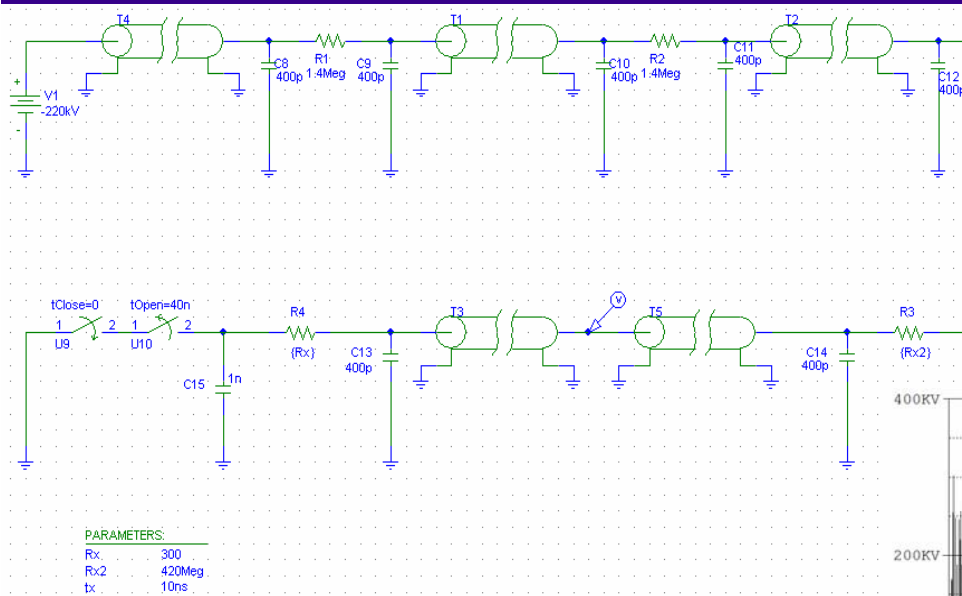 T4
T1
T2
C8
400p
R1
1.4Meg
C9
400p
C10
400p
R2
1.4Meg
C11
400p
C12
400p
+
V1
-220kV
-
tClose=0
1
2
U9
tOpen=40n
1
2
U10
R4
{Rx}
C15
1n
C13
400p
T3
V
T5
C14
400p
R3
{Rx2}
400KV
200KV
PARAMETERS:
Rx 300
Rx2 420Meg
tx 10ns